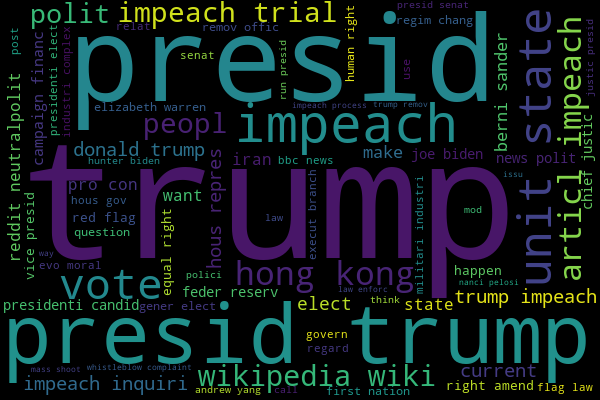 polit
impeach trial
relat
remov offic
presid senat
regim chang
post
reddit neutralpolit
campaign financ
presidenti elect
industri complex
presid
senat
run presid
human right
use
berni sander
unit state
articl impeach
justic presid
chief justic
elizabeth warren
impeach process
trump remov
peopl
impeach
donald trump
hunter biden
iran
bbc news
make
joe biden
news polit
trump
pro con
hous gov
red flag
question
want
hous repres
law
execut branch
militari industri
mod
issu
vice presid
way
evo moral
equal right
polici
hong kong
law enforc
happen
nanci pelosi
vote
feder reserv
think
presidenti candid
gener elect
elect
state
trump impeach
presid trump
govern
regard
mass shoot
whistleblow complaint
wikipedia wiki
current
impeach inquiri
andrew yang
call
first nation
right amend
flag law